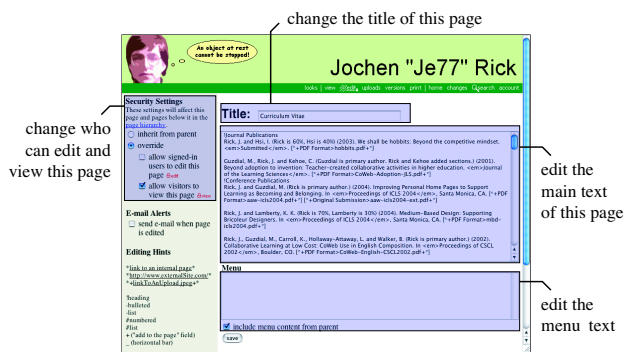 change the title of this page
An object at rest
cannot be stopped!
Jochen "Je77" Rick
looks | view edit uploads versions print | home changes search account
change who
can edit and
view this page
Security Settings
These settings will affect this
page and pages below it in the
page hierarchy.
inherit from parent
override
allow signed-in
users to edit this
page edit
allow visitors to
view this page view
E-mail Alerts
send e-mail when page
is edited
Editing Hints
*link to an internal page*
*http://www.externalSite.com/*
*+linkToAnUpload.jpeg+*
!heading
-bulleted
-list
#numbered
#list
+ ("add to the page" field)
_ (horizontal bar)
Title: Curriculum Vitae
!Journal Publications
Rick, J. and Hsi, I. (Rick is 60%, Hsi is 40%) (2003). We shall be hobbits: Beyond the competitive mindset.
<em>Submitted</em>. [*+PDF Format>hobbits.pdf+*]
Guzdial, M., Rick, J. and Kehoe, C. (Guzdial is primary author. Rick and Kehoe added sections.) (2001).
Beyond adoption to invention: Teacher-created collaborative activities in higher education. <em>Journal
of the Learning Sciences</em>. [*+PDF Format>CoWeb-Adoption-JLS.pdf+*]
!Conference Publications
Rick, J. and Guzdial, M. (Rick is primary author.) (2004). Improving Personal Home Pages to Support
Learning as Becoming and Belonging. In <em>Proceedings of ICLS 2004</em>, Santa Monica, CA. [*+PDF
Format>aaw-icls2004.pdf+*] [*+Original Submission>aaw-icls2004-ext.pdf+*]
Rick, J. and Lamberty, K. K. (Rick is 70%, Lamberty is 30%) (2004). Medium-Based Design: Supporting
Bricoleur Designers. In <em>Proceedings of ICLS 2004</em>, Santa Monica, CA. [*+PDF Format>mbd-
icls2004.pdf+*]
Rick, J., Guzdial, M., Carroll, K., Hollaway-Attaway, L. and Walker, B. (Rick is primary author.) (2002).
Collaborative Learning at Low Cost: CoWeb Use in English Composition. In <em>Proceedings of CSCL
2002</em>, Boulder, CO. [*+PDF Format>CoWeb-English-CSCL2002.pdf+*]
edit the
main text
of this page
Menu
include menu content from parent
save
edit the
menu text